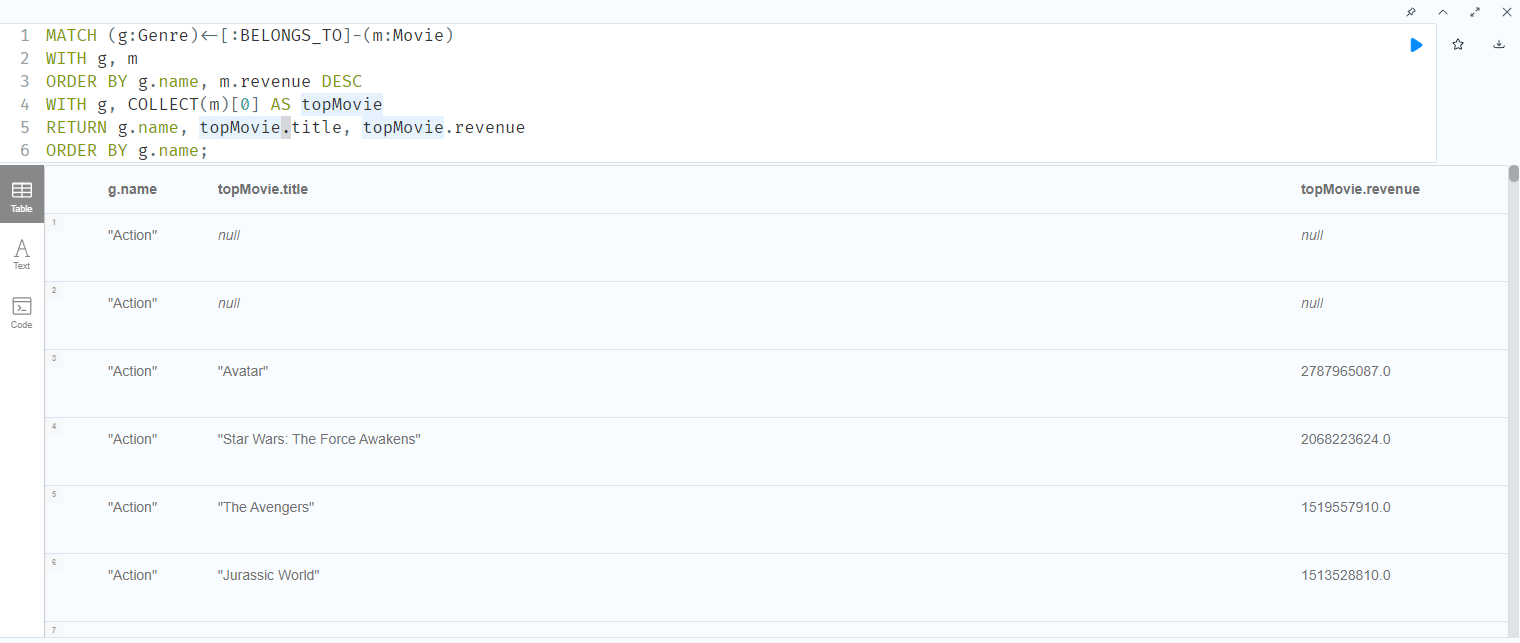 1 MATCH (g:Genre)<-[:BELONGS_TO]-(m:Movie)
2 WITH g, m
3 ORDER BY g.name, m.revenue DESC
4 WITH g, COLLECT(m)[0] AS topMovie
5 RETURN g.name, topMovie.title, topMovie.revenue
6 ORDER BY g.name;
Table
Text
Code
g.name topMovie.title topMovie.revenue
1 "Action" null null
2 "Action" null null
3 "Action" "Avatar" 2787965087.0
4 "Action" "Star Wars: The Force Awakens" 2068223624.0
5 "Action" "The Avengers" 1519557910.0
6 "Action" "Jurassic World" 1513528810.0
7